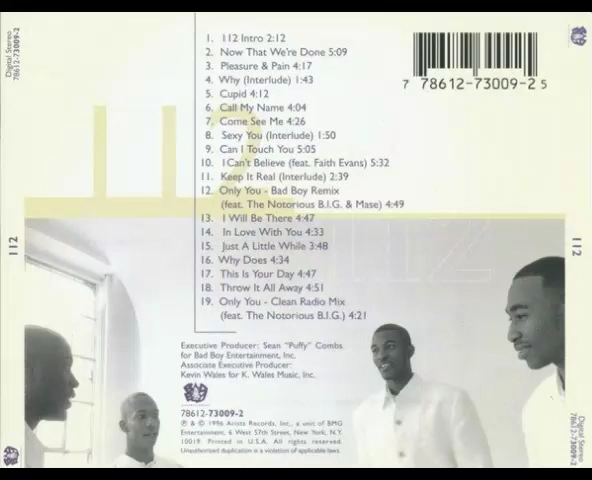 Digital Stereo
78612-73009-2
1. 112 Intro 2:12
2. Now That We're Done 5:09
3. Pleasure & Pain 4:17
4. Why (Interlude) 1:43
5. Cupid 4:12
6. Call My Name 4:04
7. Come See Me 4:26
8. Sexy You (Interlude) 1:50
9. Can I Touch You 5:05
10. I Can't Believe (feat. Faith Evans) 5:32
11. Keep It Real (Interlude) 2:39
12. Only You - Bad Boy Remix
(feat. The Notorious B.I.G. & Mase) 4:49
13. I Will Be There 4:47
14. In Love With You 4:33
15. Just A Little While 3:48
16. Why Does 4:34
17. This Is Your Day 4:47
18. Throw It All Away 4:51
19. Only You - Clean Radio Mix
(feat. The Notorious B.I.G.) 4:21
7 78612-73009-2 5
112
112
112
Executive Producer: Sean "Puffy" Combs
for Bad Boy Entertainment, Inc.
Associate Executive Producer:
Kevin Wales for K. Wales Music, Inc.
78612-73009-2
℗ & © 1996 Arista Records, Inc., a unit of BMG
Entertainment, 6 West 57th Street, New York, N.Y.
10019. Printed in U.S.A. All rights reserved.
Unauthorized duplication is a violation of applicable laws.
Digital Stereo
78612-73009-2